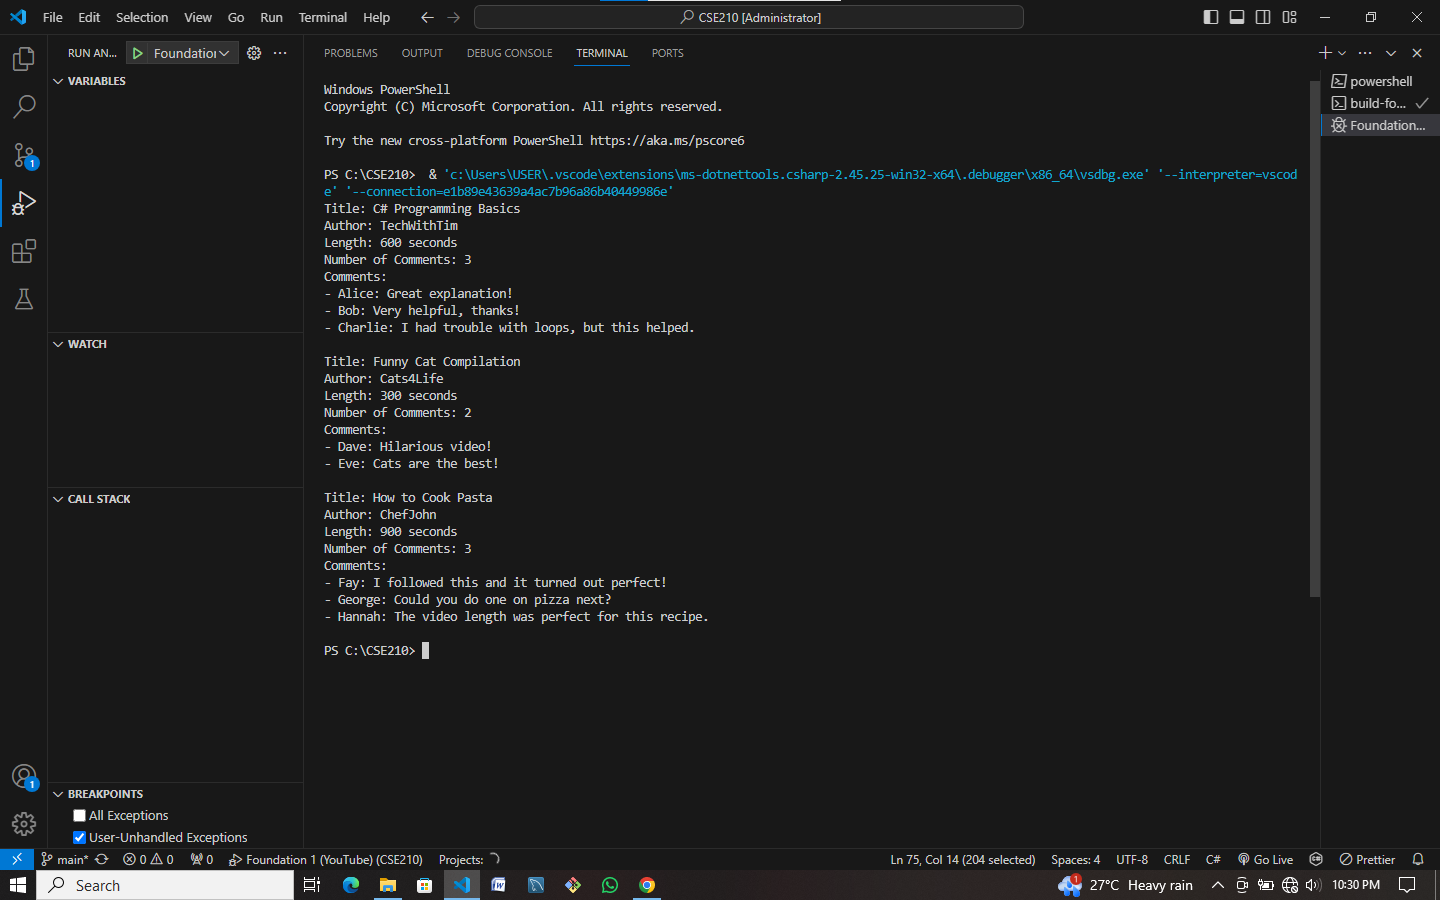 File Edit Selection View Go Run Terminal Help
CSE210 [Administrator]
RUN AN... Foundation
PROBLEMS OUTPUT DEBUG CONSOLE TERMINAL PORTS
VARIABLES
WATCH
CALL STACK
BREAKPOINTS
All Exceptions
User-Unhandled Exceptions
1
1
Windows PowerShell
Copyright (C) Microsoft Corporation. All rights reserved.
Try the new cross-platform PowerShell https://aka.ms/pscore6
PS C:\CSE210>  & 'c:\Users\USER\.vscode\extensions\ms-dotnettools.csharp-2.45.25-win32-x64\.debugger\x86_64\vsdbg.exe' '--interpreter=vscod
e' '--connection=e1b89e43639a4ac7b96a86b40449986e'
Title: C# Programming Basics
Author: TechWithTim
Length: 600 seconds
Number of Comments: 3
Comments:
- Alice: Great explanation!
- Bob: Very helpful, thanks!
- Charlie: I had trouble with loops, but this helped.
Title: Funny Cat Compilation
Author: Cats4Life
Length: 300 seconds
Number of Comments: 2
Comments:
- Dave: Hilarious video!
- Eve: Cats are the best!
Title: How to Cook Pasta
Author: ChefJohn
Length: 900 seconds
Number of Comments: 3
Comments:
- Fay: I followed this and it turned out perfect!
- George: Could you do one on pizza next?
- Hannah: The video length was perfect for this recipe.
PS C:\CSE210>
powershell
build-fo...
Foundation...
main* 0 0 0 Foundation 1 (YouTube) (CSE210) Projects: Ln 75, Col 14 (204 selected) Spaces: 4 UTF-8 CRLF C# Go Live Prettier
Search 1 27°C Heavy rain 10:30 PM